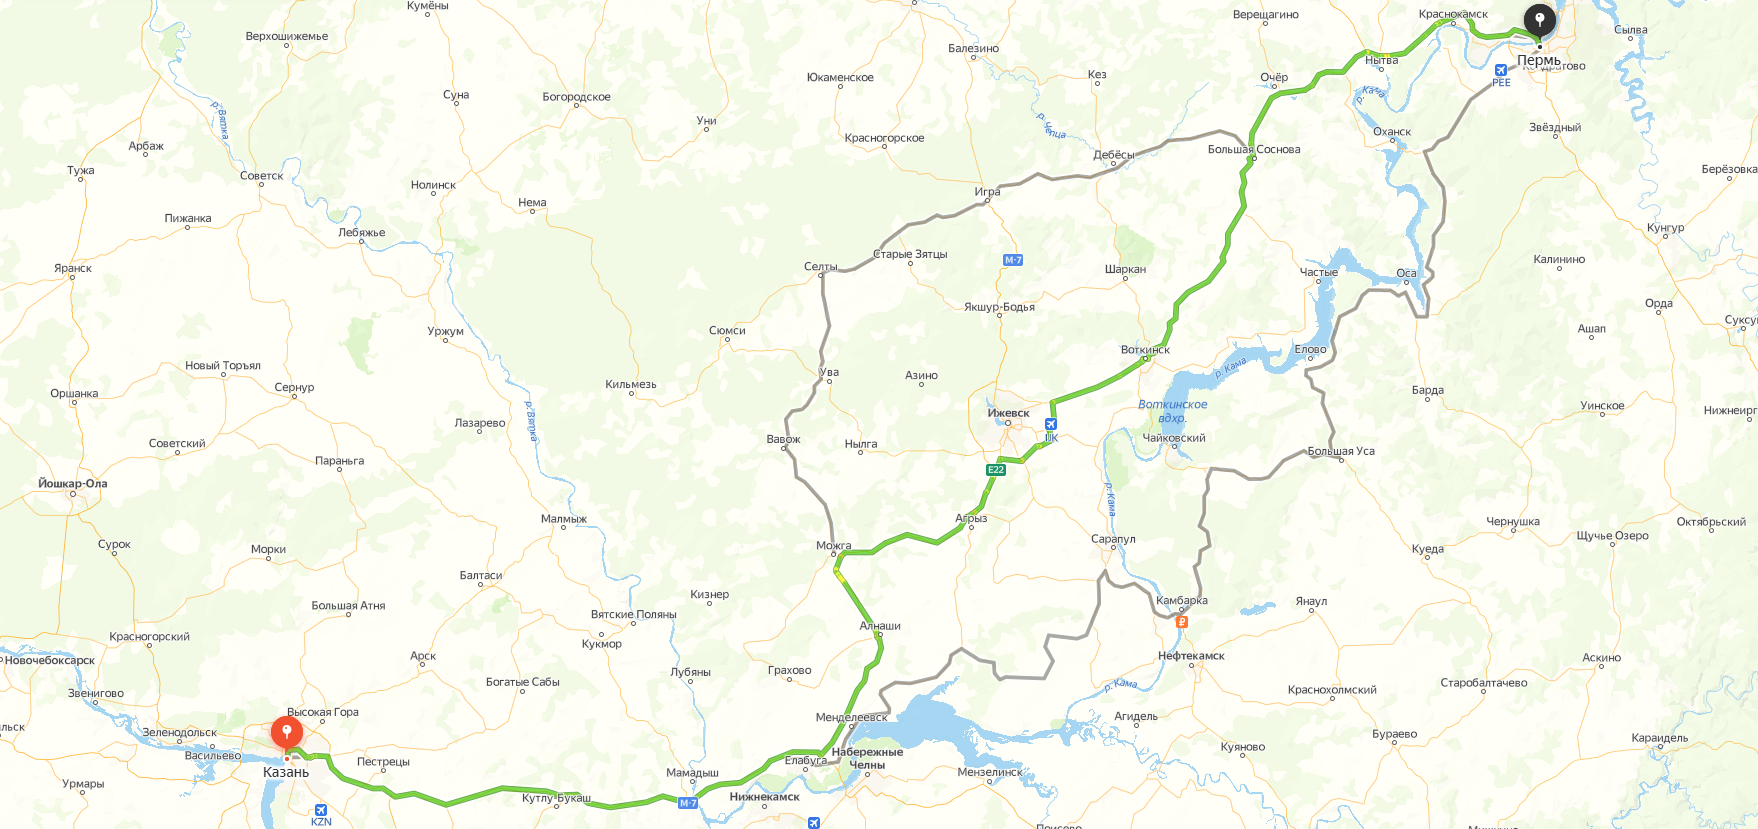 Кумёны
Верещагино
Краснокамск
Сылва
Верхошижемье
Балезино
Пермь
Нытва
Юкаменское
Кез
Очёр
PEE
Суна
Богородское
р. Кама
р. Вятка
Уни
р. Чепца
Звёздный
Красногорское
Оханск
Арбаж
Дебёсы
Большая Соснова
Тужа
Советск
Нолинск
Игра
Берёзовка
Нема
Пижанка
Лебяжье
Кунгур
Старые Зятцы
М-7
Калинино
Яранск
Селты
Шаркан
Частые
Оса
Якшур-Бодья
Орда
Уржум
Сюмси
Ашап
Воткинск
Елово
Новый Торъял
Ува
Азино
р. Кама
Сернур
Кильмезь
Оршанка
Барда
Воткинское
вдхр.
Уинское
Ижевск
р. Вятка
Лазарево
Советский
Вавож
Нылга
Чайковский
Большая Уса
Параньга
E22
Йошкар-Ола
р. Кама
Малмыж
Агрыз
Чернушка
Октябрьский
Сурок
Морки
Можга
Сарапул
Куеда
Щучье Озеро
Балтаси
Кизнер
Большая Атня
Вятские Поляны
Камбарка
Янаул
Красногорский
Кукмор
Алнаши
Новочебоксарск
Арск
Нефтекамск
Аскино
Грахово
Лубяны
Звенигово
Богатые Сабы
р. Кама
Краснохолмский
Старобалтачево
Высокая Гора
Менделеевск
Агидель
Зеленодольск
Васильево
Бураево
Караидель
Казань
Пестрецы
Елабуга
Набережные
Челны
Куяново
Урмары
Мамадыш
Мензелинск
Кутлу-Букаш
М-7
Нижнекамск
KZN